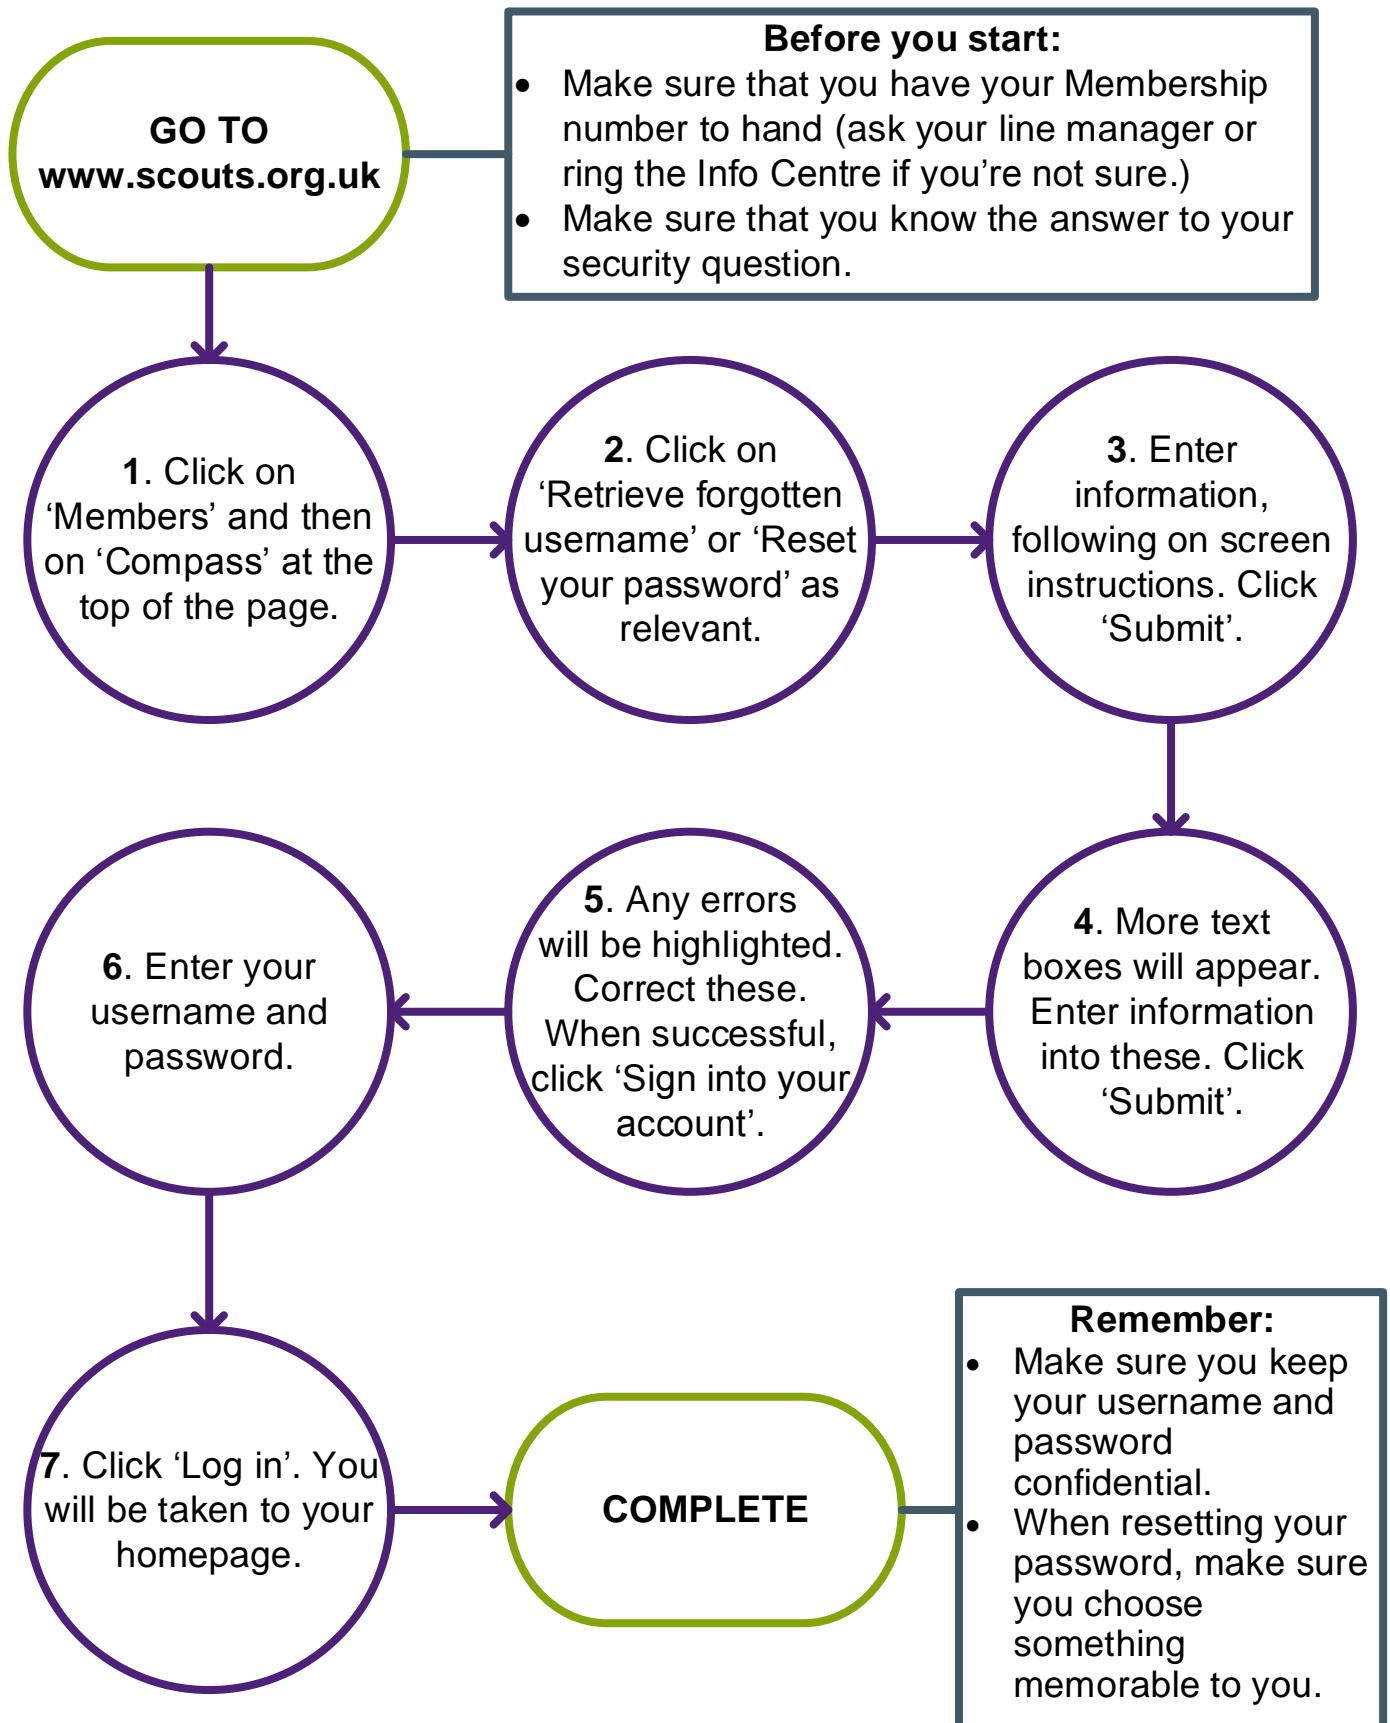 GO TO
www.scouts.org.uk
Before you start:
• Make sure that you have your Membership
number to hand (ask your line manager or
ring the Info Centre if you’re not sure.)
• Make sure that you know the answer to your
security question.
1. Click on
‘Members’ and then
on ‘Compass’ at the
top of the page.
2. Click on
‘Retrieve forgotten
username’ or ‘Reset
your password’ as
relevant.
3. Enter
information,
following on screen
instructions. Click
‘Submit’.
4. More text
boxes will appear.
Enter information
into these. Click
‘Submit’.
5. Any errors
will be highlighted.
Correct these.
When successful,
click ‘Sign into your
account’.
6. Enter your
username and
password.
7. Click ‘Log in’. You
will be taken to your
homepage.
COMPLETE
Remember:
• Make sure you keep
your username and
password
confidential.
• When resetting your
password, make sure
you choose
something
memorable to you.